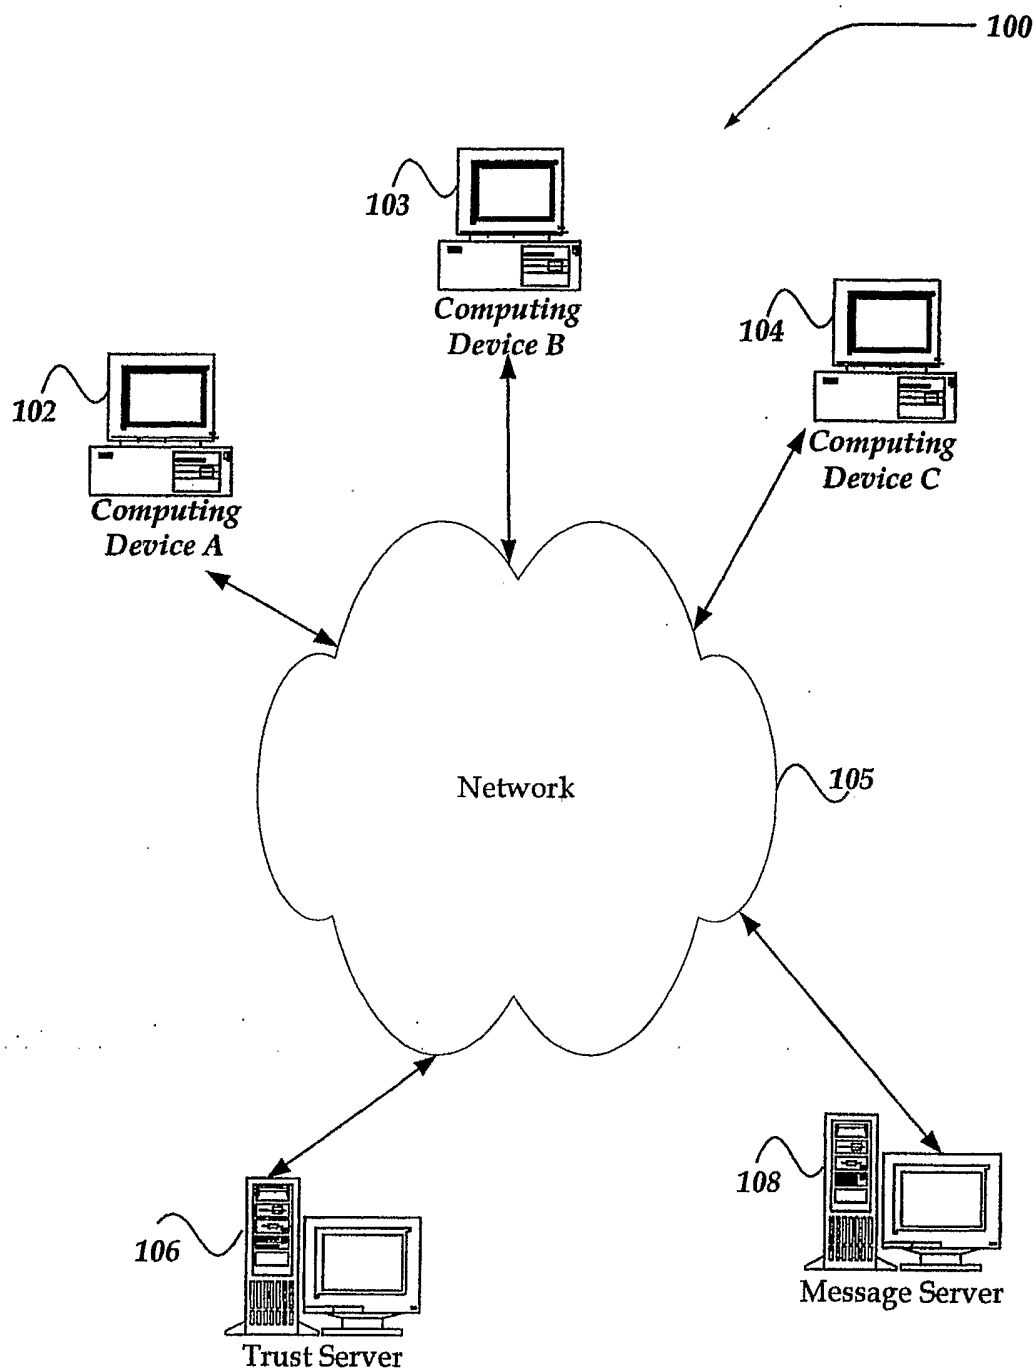 100
103
Computing
Device B
104
Computing
Device C
102
Computing
Device A
Network
105
108
Message Server
106
Trust Server